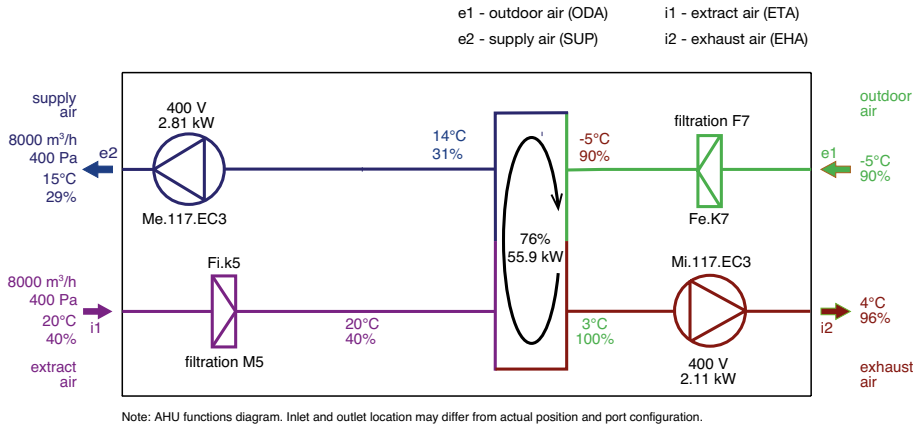 e1 - outdoor air (ODA)
i1 - extract air (ETA)
e2 - supply air (SUP)
i2 - exhaust air (EHA)
supply
air
8000 m³/h
400 Pa
15°C
29%
e2
400 V
2.81 kW
Me.117.EC3
14°C
31%
-5°C
90%
filtration F7
Fe.K7
outdoor
air
e1
-5°C
90%
76%
55.9 kW
8000 m³/h
400 Pa
20°C
40%
i1
extract
air
Fi.k5
filtration M5
20°C
40%
3°C
100%
Mi.117.EC3
400 V
2.11 kW
i2
4°C
96%
exhaust
air
Note: AHU functions diagram. Inlet and outlet location may differ from actual position and port configuration.